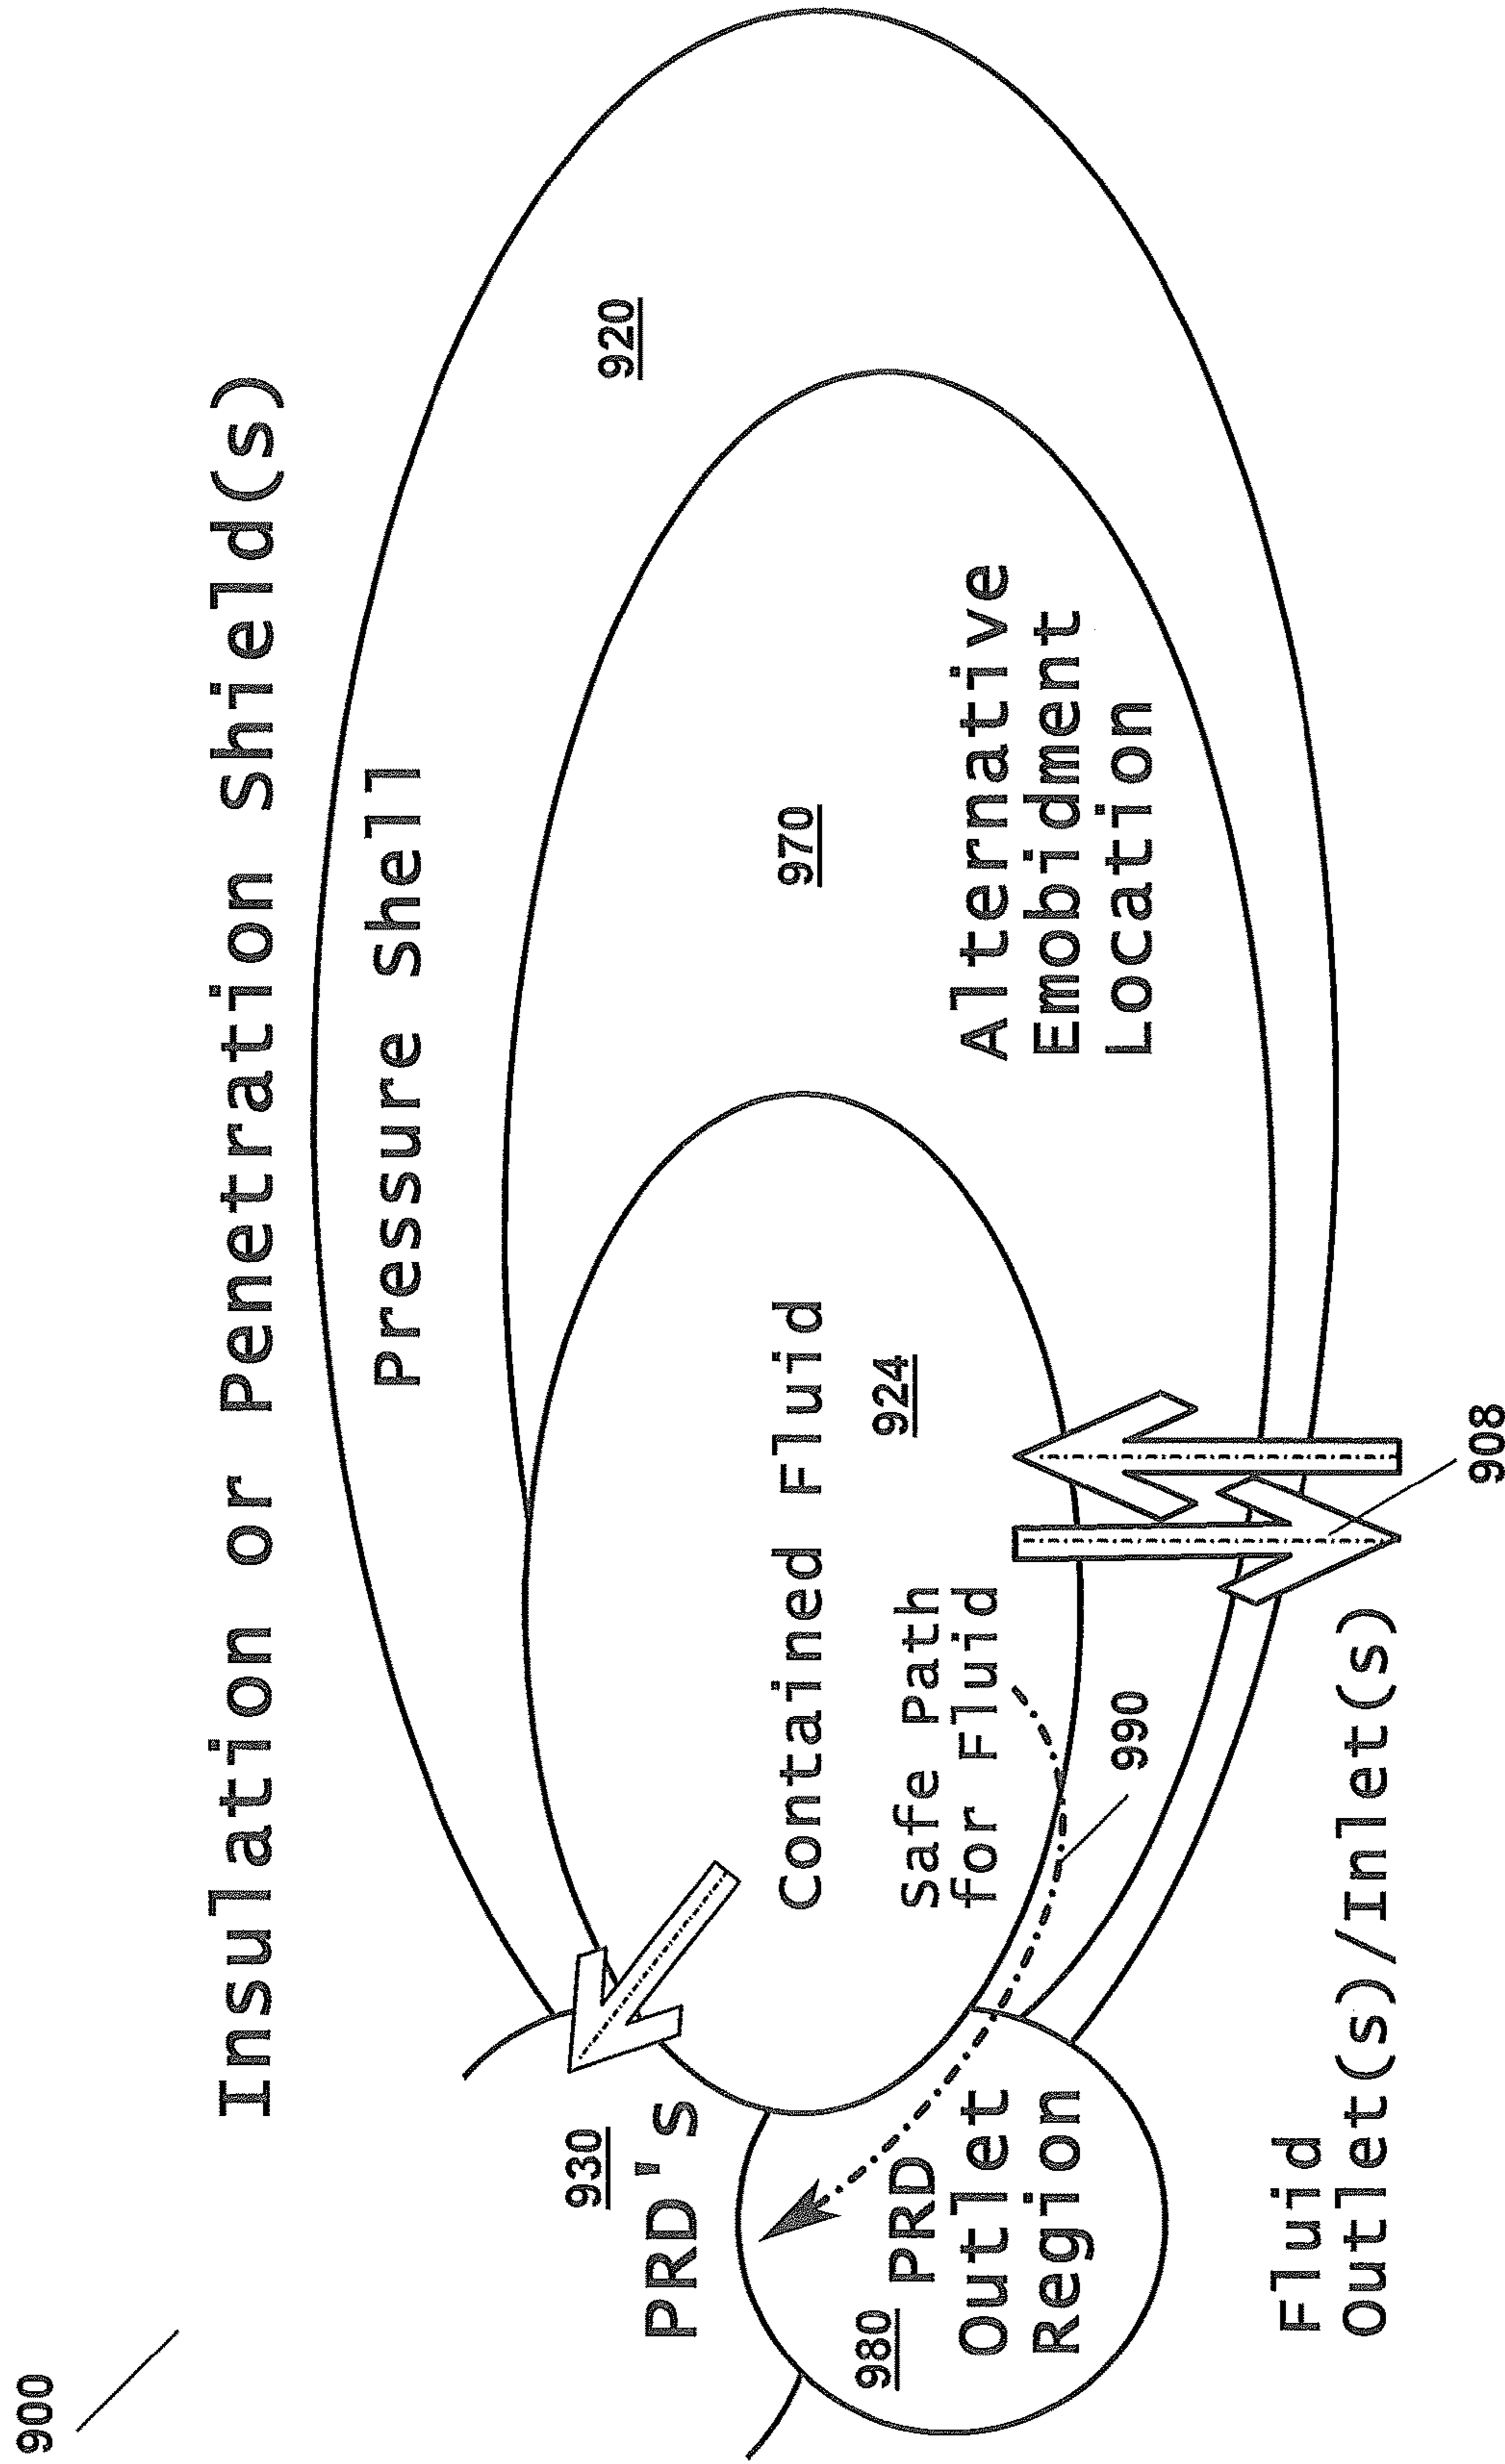 900
Insulation or Penetration Shield(s)
Pressure Shell
920
930
PRD's
970
Contained Fluid
924
Alternative
Emobidment
Location
Safe Path
for Fluid
980
PRD
Outlet
Region
990
Fluid
Outlet(s)/Inlet(s)
908